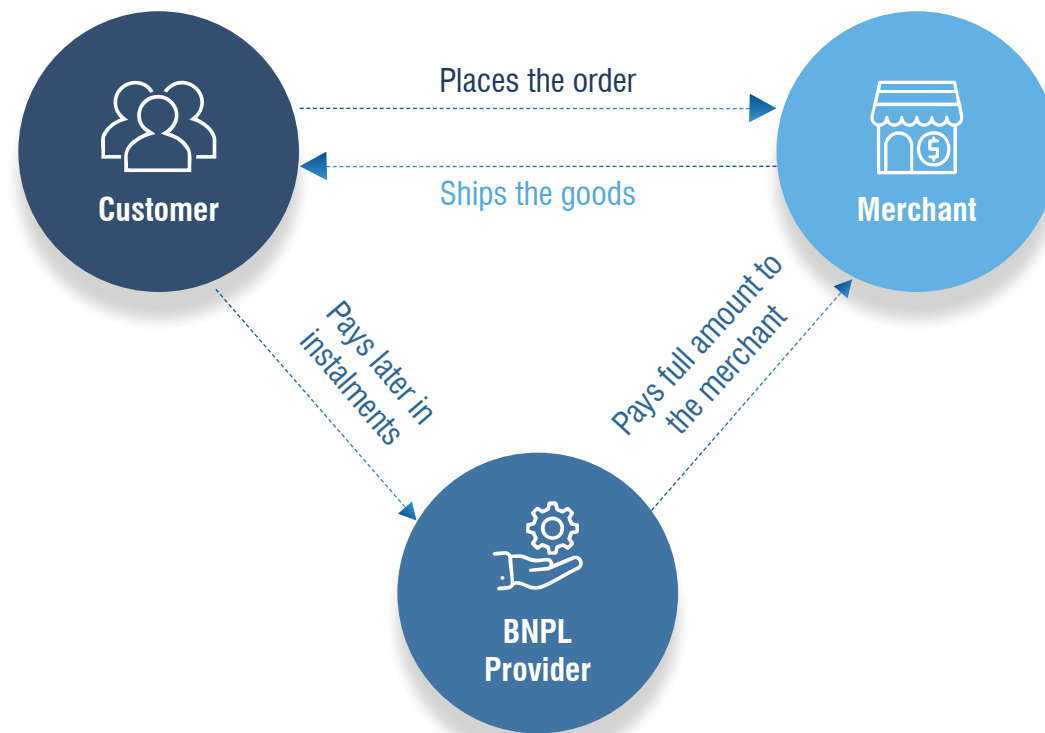 Places the order
Customer
Merchant
Ships the goods
Pays later in
instalments
Pays full amount to
the merchant
BNPL
Provider
$